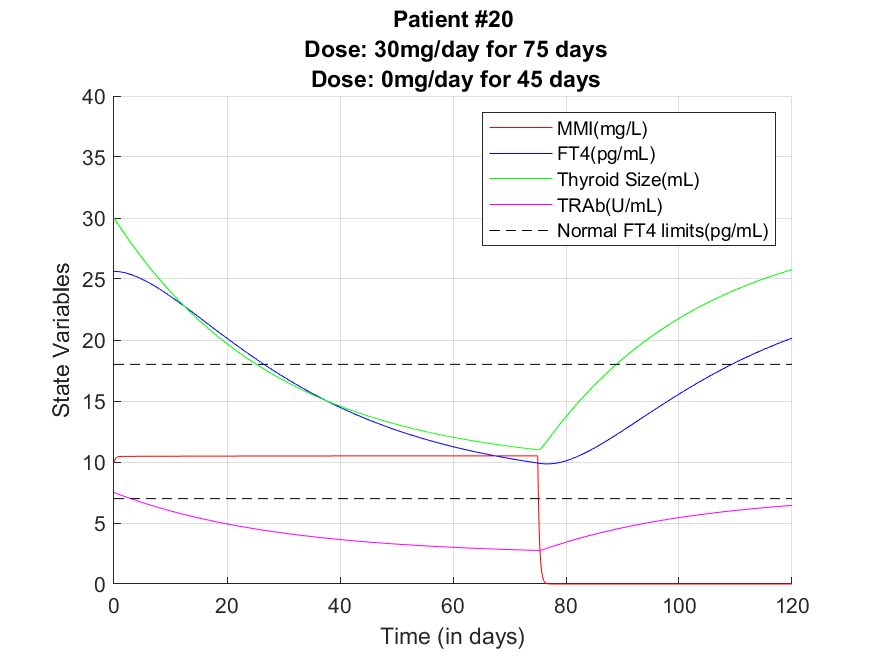 Patient #20
Dose: 30mg/day for 75 days
Dose: 0mg/day for 45 days
40
35
30
25
20
15
10
5
0
State Variables
MMI(mg/L)
FT4(pg/mL)
Thyroid Size(mL)
TRAb(U/mL)
Normal FT4 limits(pg/mL)
0 20 40 60 80 100 120
Time (in days)